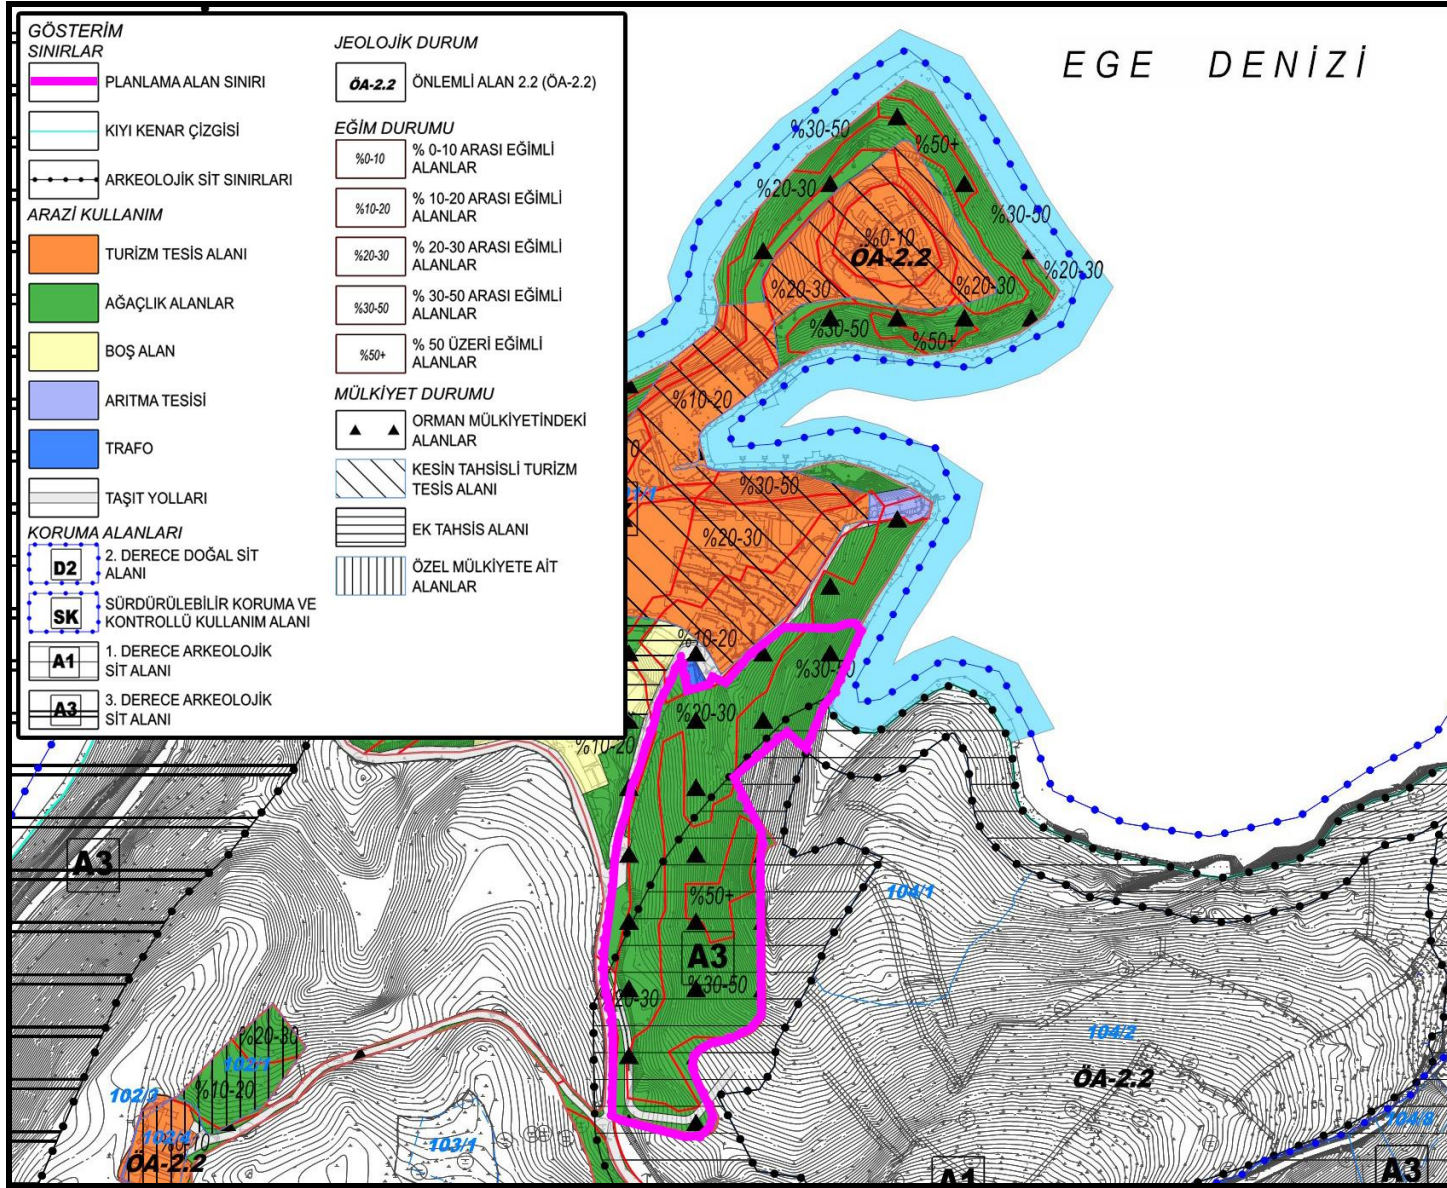 GÖSTERİM
SINIRLAR
PLANLAMA ALAN SINIRI
KIYI KENAR ÇİZGİSİ
ARKEOLOJİK SİT SINIRLARI
ARAZİ KULLANIM
TURİZM TESİS ALANI
AĞAÇLIK ALANLAR
BOŞ ALAN
ARITMA TESİSİ
TRAFO
TAŞIT YOLLARI
KORUMA ALANLARI
D2
2. DERECE DOĞAL SİT
ALANI
SK
SÜRDÜRÜLEBİLİR KORUMA VE
KONTROLLÜ KULLANIM ALANI
A1
1. DERECE ARKEOLOJİK
SİT ALANI
A3
3. DERECE ARKEOLOJİK
SİT ALANI
JEOLOJİK DURUM
ÖA-2.2
ÖNLEMLİ ALAN 2.2 (ÖA-2.2)
EĞİM DURUMU
%0-10
% 0-10 ARASI EĞİMLİ
ALANLAR
%10-20
% 10-20 ARASI EĞİMLİ
ALANLAR
%20-30
% 20-30 ARASI EĞİMLİ
ALANLAR
%30-50
% 30-50 ARASI EĞİMLİ
ALANLAR
%50+
% 50 ÜZERİ EĞİMLİ
ALANLAR
MÜLKİYET DURUMU
ORMAN MÜLKİYETİNDEKİ
ALANLAR
KESİN TAHSİSLİ TURİZM
TESİS ALANI
EK TAHSİS ALANI
ÖZEL MÜLKİYETE AİT
ALANLAR
EGE DENİZİ
%30-50
%50+
%20-30
%30-50
%0-10
ÖA-2.2
%20-30
%20-30
%20-30
%30-50
%50+
%10-20
%30-50
%20-30
%10-20
%30-50
%20-30
%10-20
A3
%50+
104/1
A3
%30-50
%20-30
104/2
ÖA-2.2
%20-30
102/1
%10-20
102/4
ÖA-2.2
103/1
104/8
A1
A3